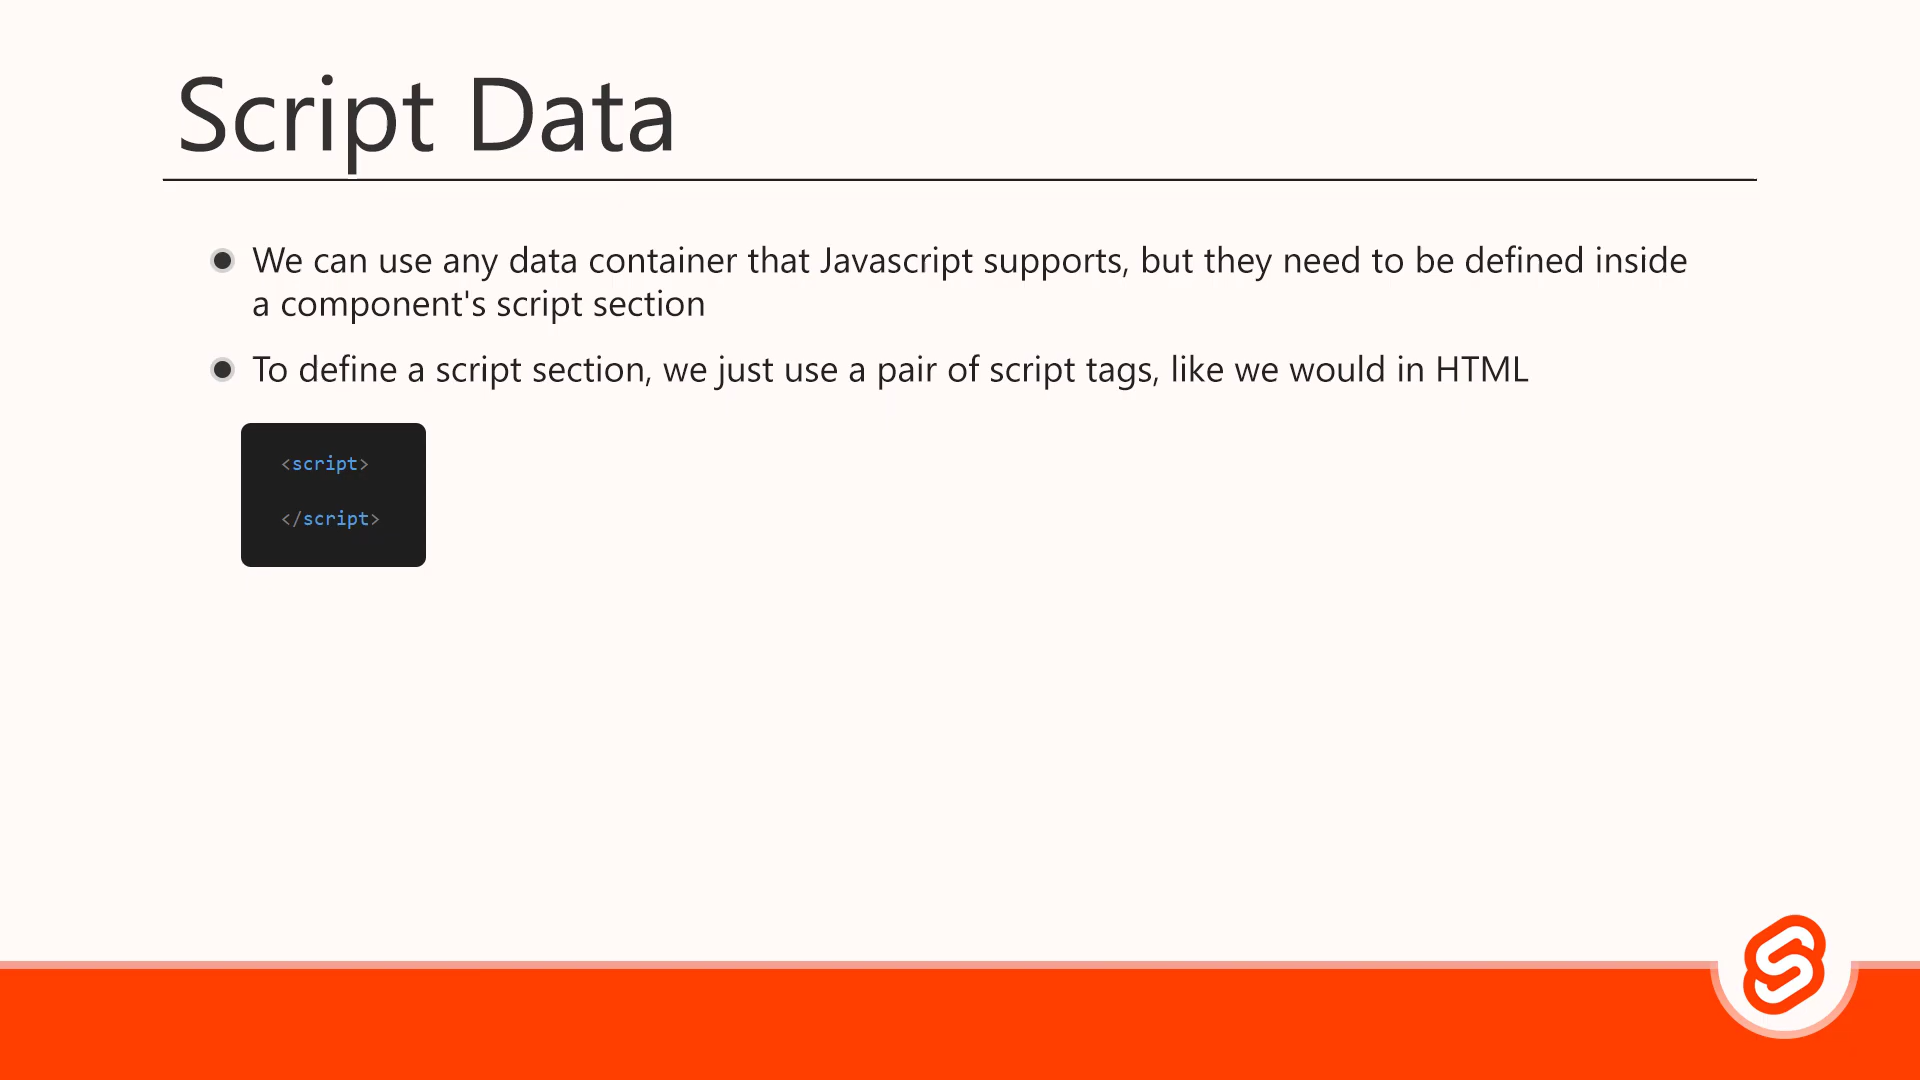 Script Data
We can use any data container that Javascript supports, but they need to be defined inside
a component's script section
To define a script section, we just use a pair of script tags, like we would in HTML
<script>
</script>